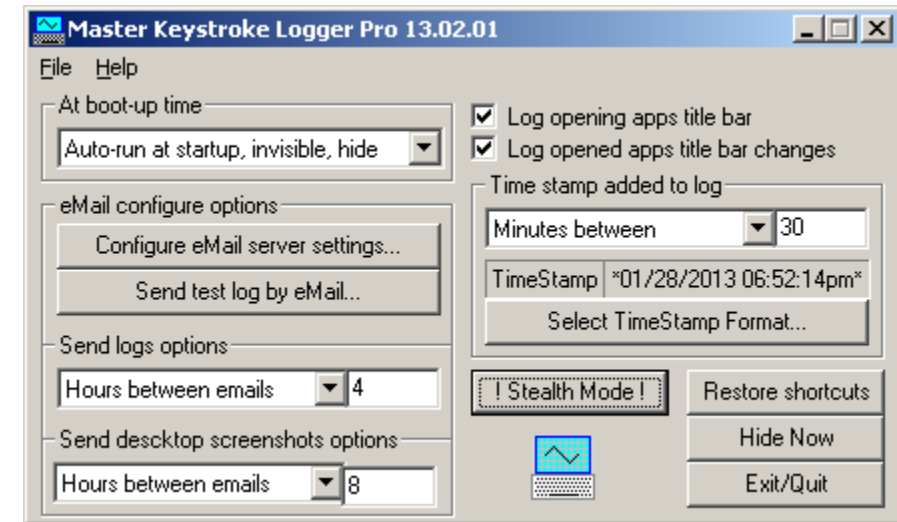 Master Keystroke Logger Pro 13.02.01
File Help
At boot-up time
Auto-run at startup, invisible, hide
eMail configure options
Configure eMail server settings...
Send test log by eMail...
Send logs options
Hours between emails 4
Send descktop screenshots options
Hours between emails 8
Log opening apps title bar
Log opened apps title bar changes
Time stamp added to log
Minutes between 30
TimeStamp *01/28/2013 06:52:14pm*
Select TimeStamp Format...
! Stealth Mode ! Restore shortcuts
Hide Now
Exit/Quit